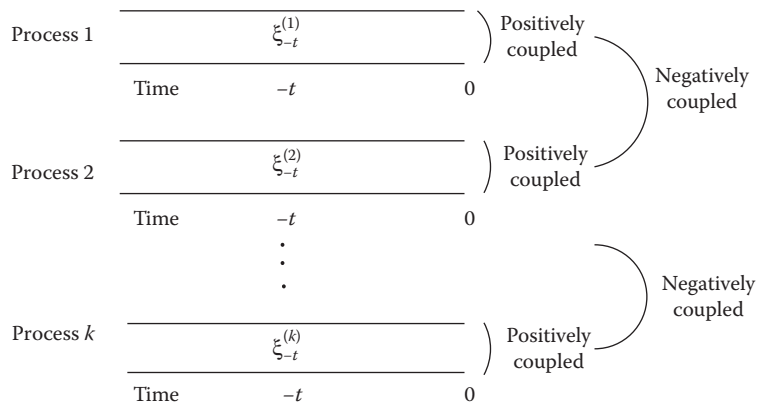 Process 1
ξ_{-t}^{(1)}
Positively
coupled
Time -t 0
Negatively
coupled
Process 2
ξ_{-t}^{(2)}
Positively
coupled
Time -t 0
Process k
ξ_{-t}^{(k)}
Positively
coupled
Negatively
coupled
Time -t 0